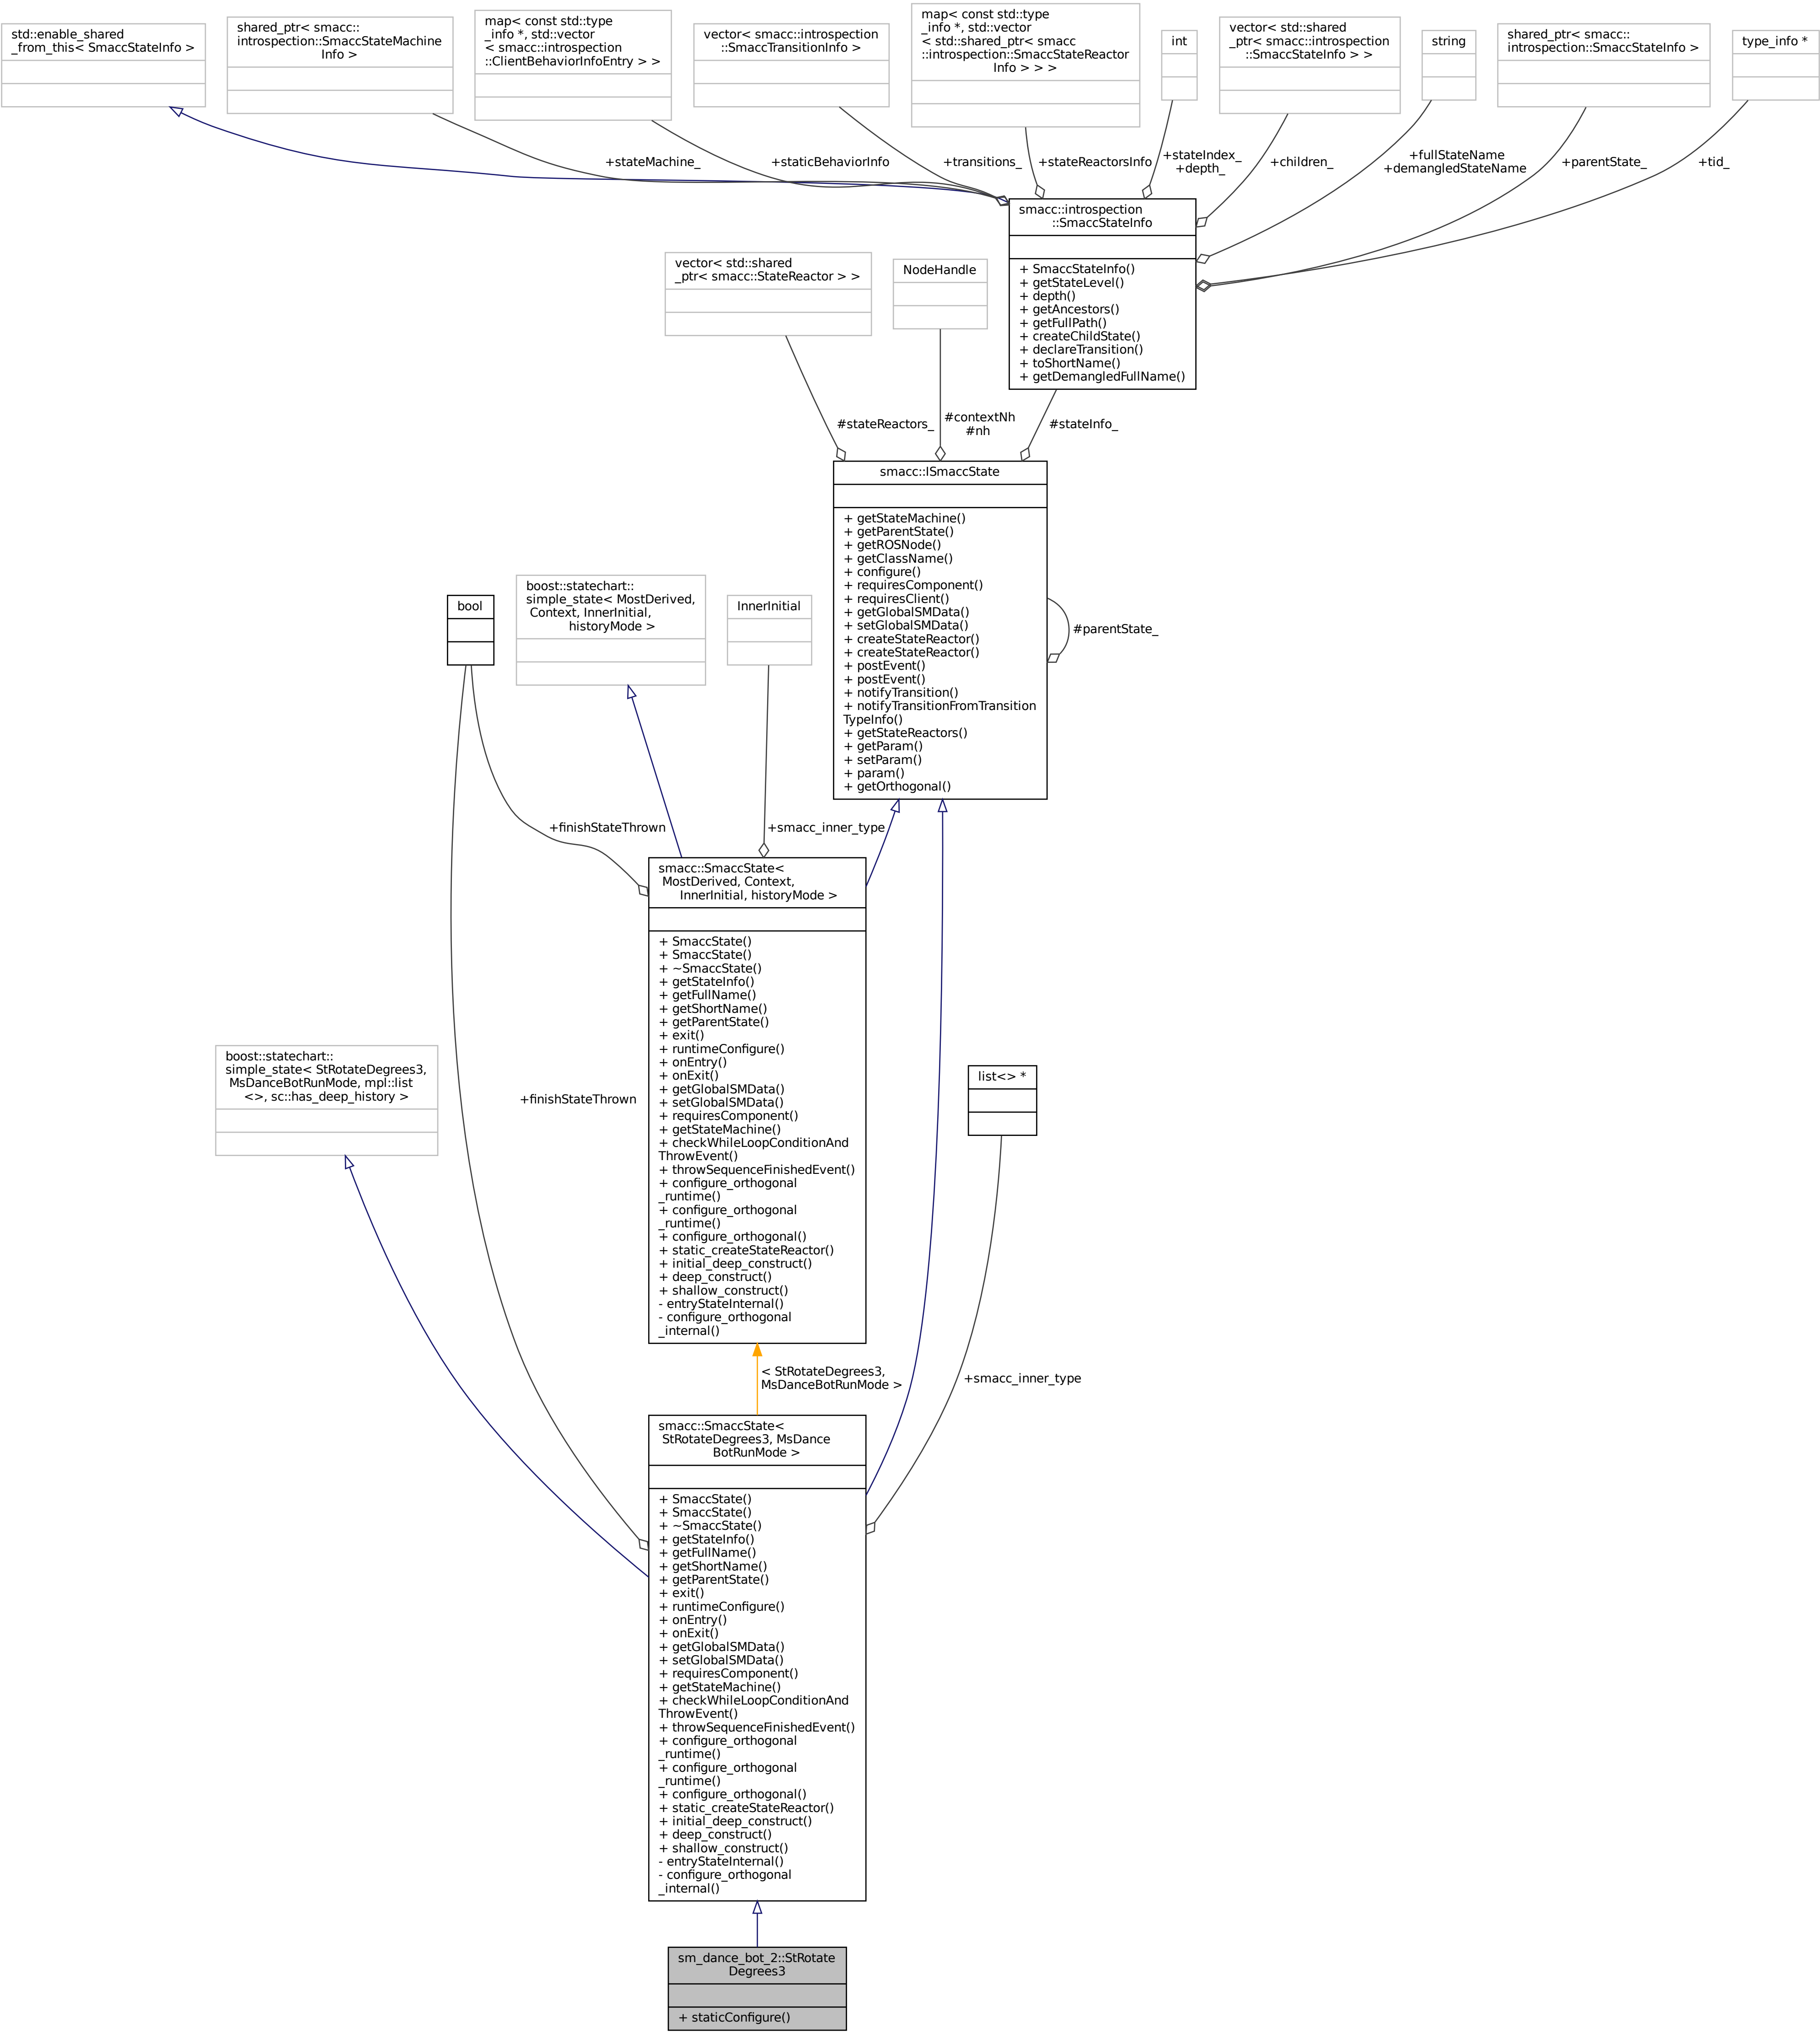 std::enable_shared
_from_this< SmaccStateInfo >
shared_ptr< smacc::
introspection::SmaccStateMachine
Info >
map< const std::type
_info *, std::vector
< smacc::introspection
::ClientBehaviorInfoEntry > >
vector< smacc::introspection
::SmaccTransitionInfo >
map< const std::type
_info *, std::vector
< std::shared_ptr< smacc
::introspection::SmaccStateReactor
Info > > >
int
vector< std::shared
_ptr< smacc::introspection
::SmaccStateInfo > >
string
shared_ptr< smacc::
introspection::SmaccStateInfo >
type_info *
+stateMachine_
+staticBehaviorInfo
+transitions_
+stateReactorsInfo
+stateIndex_
+depth_
+children_
+fullStateName
+demangledStateName
+parentState_
+tid_
smacc::introspection
::SmaccStateInfo
+ SmaccStateInfo()
+ getStateLevel()
+ depth()
+ getAncestors()
+ getFullPath()
+ createChildState()
+ declareTransition()
+ toShortName()
+ getDemangledFullName()
vector< std::shared
_ptr< smacc::StateReactor > >
NodeHandle
#stateReactors_
#contextNh
#nh
#stateInfo_
smacc::ISmaccState
+ getStateMachine()
+ getParentState()
+ getROSNode()
+ getClassName()
+ configure()
+ requiresComponent()
+ requiresClient()
+ getGlobalSMData()
+ setGlobalSMData()
+ createStateReactor()
+ createStateReactor()
+ postEvent()
+ postEvent()
+ notifyTransition()
+ notifyTransitionFromTransition
TypeInfo()
+ getStateReactors()
+ getParam()
+ setParam()
+ param()
+ getOrthogonal()
#parentState_
bool
boost::statechart::
simple_state< MostDerived,
Context, InnerInitial,
historyMode >
InnerInitial
+finishStateThrown
+smacc_inner_type
smacc::SmaccState<
MostDerived, Context,
InnerInitial, historyMode >
+ SmaccState()
+ SmaccState()
+ ~SmaccState()
+ getStateInfo()
+ getFullName()
+ getShortName()
+ getParentState()
+ exit()
+ runtimeConfigure()
+ onEntry()
+ onExit()
+ getGlobalSMData()
+ setGlobalSMData()
+ requiresComponent()
+ getStateMachine()
+ checkWhileLoopConditionAnd
ThrowEvent()
+ throwSequenceFinishedEvent()
+ configure_orthogonal
_runtime()
+ configure_orthogonal
_runtime()
+ configure_orthogonal()
+ static_createStateReactor()
+ initial_deep_construct()
+ deep_construct()
+ shallow_construct()
- entryStateInternal()
- configure_orthogonal
_internal()
boost::statechart::
simple_state< StRotateDegrees3,
MsDanceBotRunMode, mpl::list
<>, sc::has_deep_history >
+finishStateThrown
list<> *
< StRotateDegrees3,
MsDanceBotRunMode >
+smacc_inner_type
smacc::SmaccState<
StRotateDegrees3, MsDance
BotRunMode >
+ SmaccState()
+ SmaccState()
+ ~SmaccState()
+ getStateInfo()
+ getFullName()
+ getShortName()
+ getParentState()
+ exit()
+ runtimeConfigure()
+ onEntry()
+ onExit()
+ getGlobalSMData()
+ setGlobalSMData()
+ requiresComponent()
+ getStateMachine()
+ checkWhileLoopConditionAnd
ThrowEvent()
+ throwSequenceFinishedEvent()
+ configure_orthogonal
_runtime()
+ configure_orthogonal
_runtime()
+ configure_orthogonal()
+ static_createStateReactor()
+ initial_deep_construct()
+ deep_construct()
+ shallow_construct()
- entryStateInternal()
- configure_orthogonal
_internal()
sm_dance_bot_2::StRotate
Degrees3
+ staticConfigure()